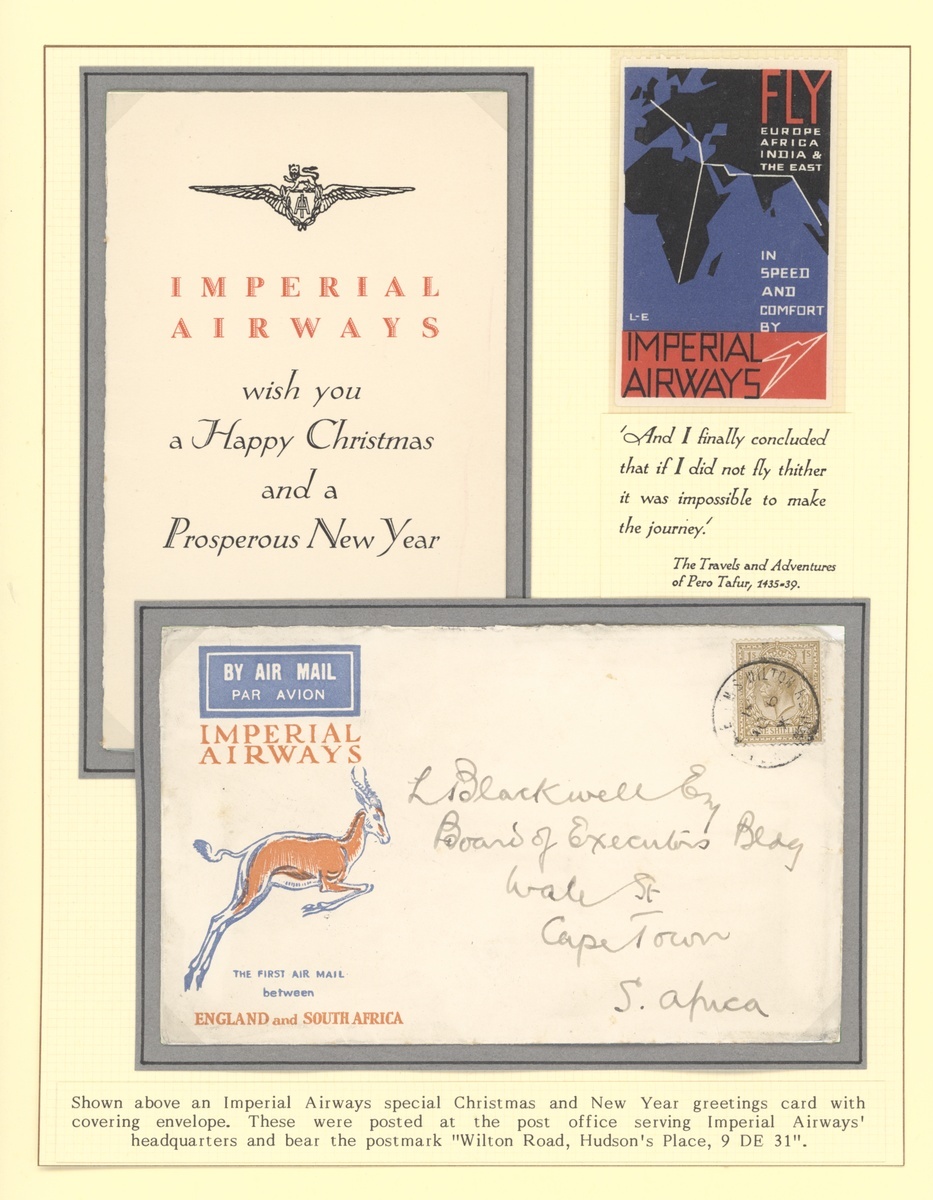 IMPERIAL
AIRWAYS
wish you
a Happy Christmas
and a
Prosperous New Year
FLY
EUROPE
AFRICA
INDIA &
THE EAST
IN
SPEED
AND
COMFORT
BY
L-E
IMPERIAL
AIRWAYS
'And I finally concluded
that if I did not fly thither
it was impossible to make
the journey.'
The Travels and Adventures
of Pero Tafur, 1435-39.
BY AIR MAIL
PAR AVION
IMPERIAL
AIRWAYS
THE FIRST AIR MAIL
between
ENGLAND and SOUTH AFRICA
L Blackwell Esq
Board of Executors Bldg
Wale St
Cape Town
S. Africa
Shown above an Imperial Airways special Christmas and New Year greetings card with
covering envelope. These were posted at the post office serving Imperial Airways'
headquarters and bear the postmark "Wilton Road, Hudson's Place, 9 DE 31".